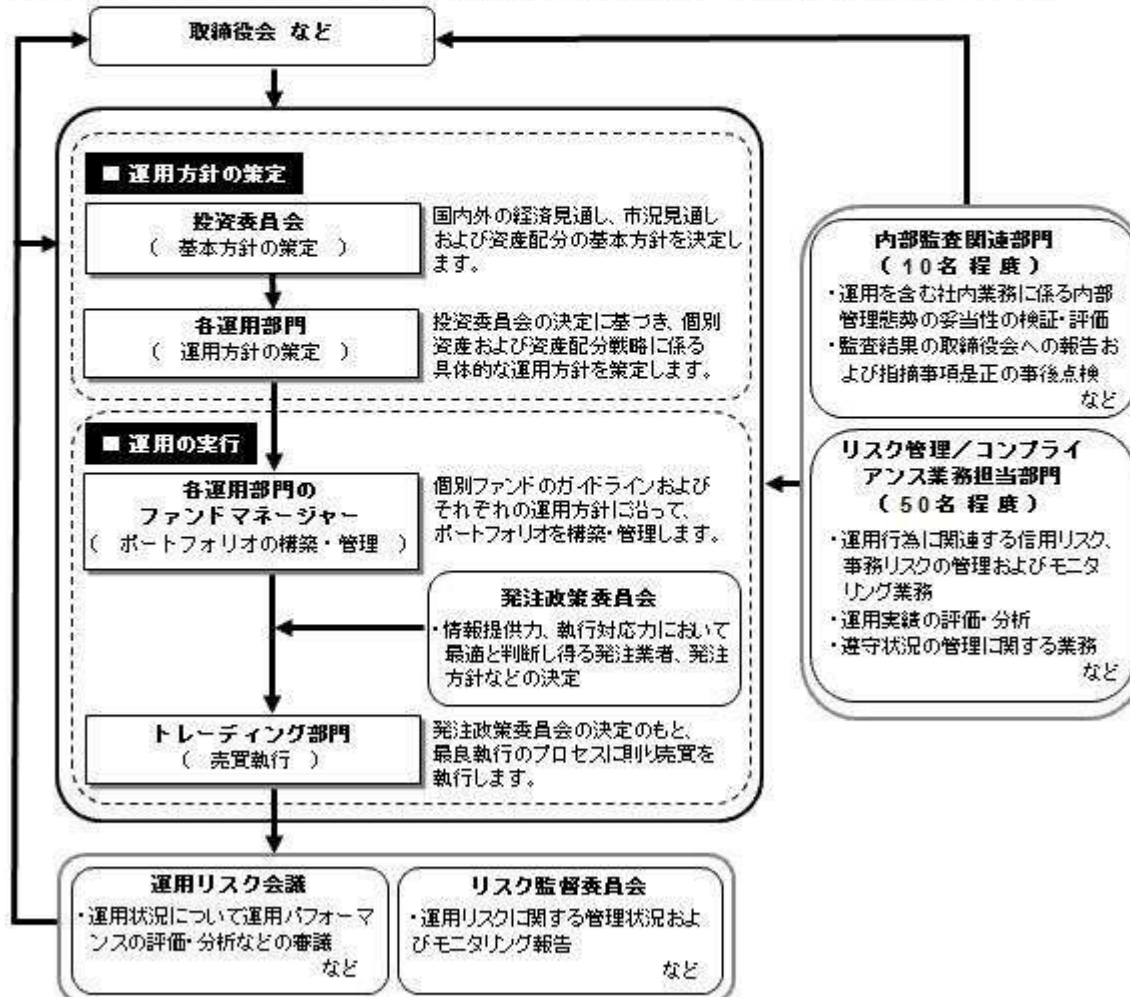 取締役会 など
■ 運用方針の策定
投資委員会
( 基本方針の策定 )
国内外の経済見通し、市況見通し
および資産配分の基本方針を決定し
ます。
各運用部門
( 運用方針の策定 )
投資委員会の決定に基づき、個別
資産および資産配分戦略に係る
具体的な運用方針を策定します。
■ 運用の実行
各運用部門の
ファンドマネージャー
( ポートフォリオの構築・管理 )
個別ファンドのガイドラインおよび
それぞれの運用方針に沿って、
ポートフォリオを構築・管理します。
発注政策委員会
・情報提供力、執行対応力において
最適と判断し得る発注業者、発注
方針などの決定
トレーディング部門
( 売買執行 )
発注政策委員会の決定のもと、
最良執行のプロセスに則り売買を
執行します。
内部監査関連部門
( 10名程度 )
・運用を含む社内業務に係る内部
管理態勢の妥当性の検証・評価
・監査結果の取締役会への報告お
よび指摘事項是正の事後点検
など
リスク管理/コンプライ
アンス業務担当部門
( 50名程度 )
・運用行為に関連する信用リスク、
事務リスクの管理およびモニタ
リング業務
・運用実績の評価・分析
・遵守状況の管理に関する業務
など
運用リスク会議
・運用状況について運用パフォーマ
ンスの評価・分析などの審議
など
リスク監督委員会
・運用リスクに関する管理状況およ
びモニタリング報告
など